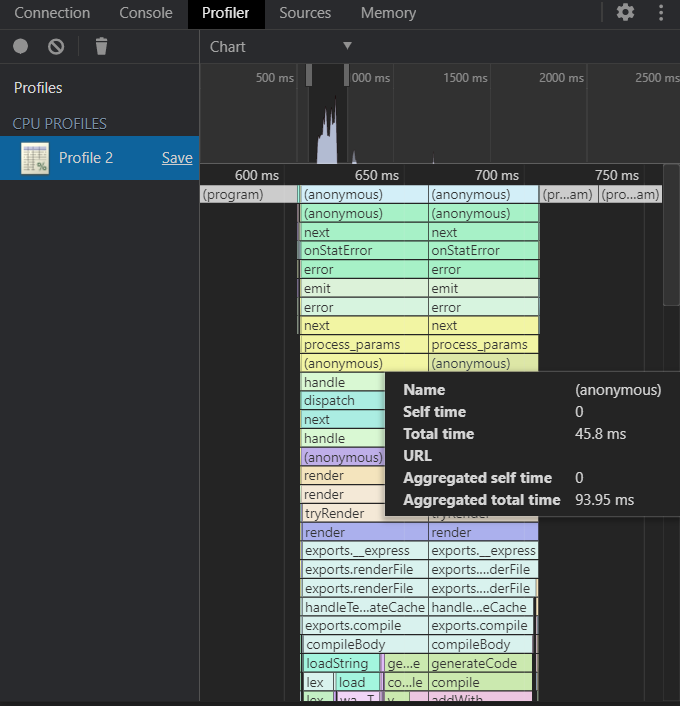 Connection Console Profiler Sources Memory
Chart
Profiles
CPU PROFILES
Profile 2 Save
500 ms 000 ms 1500 ms 2000 ms 2500 ms
600 ms 650 ms 700 ms 750 ms
(program) (anonymous) (anonymous) (pr...am) (pro...am)
(anonymous) (anonymous)
next next
onStatError onStatError
error error
emit emit
error error
next next
process_params process_params
(anonymous) (anonymous)
handle
dispatch
next
handle
(anonymous)
render
render
tryRender tryRender
render render
exports.__express exports.__express
exports.renderFile exports....derFile
exports.renderFile exports....derFile
handleTe...ateCache handle...eCache
exports.compile exports.compile
compileBody compileBody
loadString ge...e generateCode
lex load co...le compile
lex wa...T addWith
Name (anonymous)
Self time 0
Total time 45.8 ms
URL
Aggregated self time 0
Aggregated total time 93.95 ms